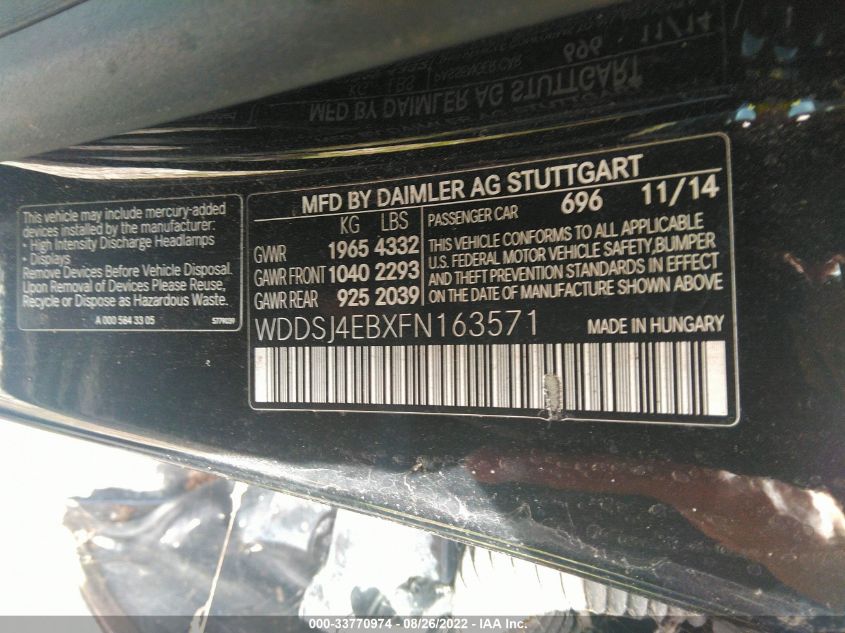 MFD BY DAIMLER AG STUTTGART
KG LBS
PASSENGER CAR 696 11/14
GVWR 1965 4332
GAWR FRONT 1040 2293
GAWR REAR 925 2039
THIS VEHICLE CONFORMS TO ALL APPLICABLE
U.S. FEDERAL MOTOR VEHICLE SAFETY, BUMPER
AND THEFT PREVENTION STANDARDS IN EFFECT
ON THE DATE OF MANUFACTURE SHOWN ABOVE
WDDSJ4EBXFN163571
MADE IN HUNGARY
This vehicle may include mercury-added
devices installed by the manufacturer:
· High Intensity Discharge Headlamps
· Displays
Remove Devices Before Vehicle Disposal.
Upon Removal of Devices Please Reuse,
Recycle or Dispose as Hazardous Waste.
A 000 584 33 05
000-33770974 - 08/26/2022 - IAA Inc.